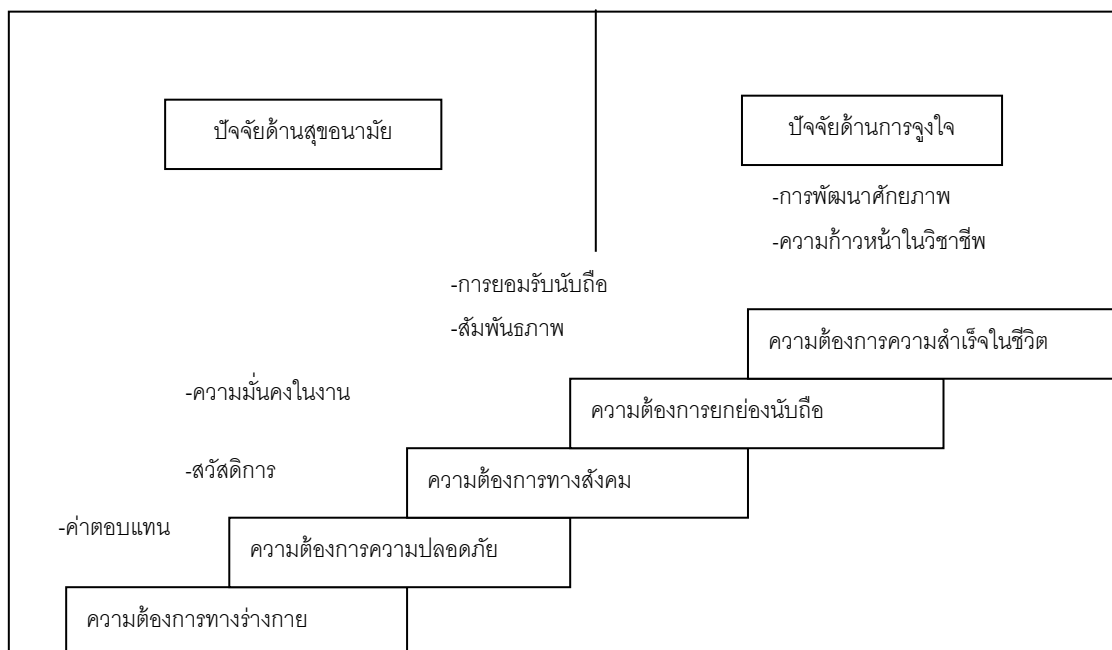 ปัจจัยด้านสุขอนามัย
ปัจจัยด้านการจูงใจ
-การพัฒนาศักยภาพ
-ความก้าวหน้าในวิชาชีพ
-การยอมรับนับถือ
-สัมพันธภาพ
ความต้องการความสำเร็จในชีวิต
-ความมั่นคงในงาน
ความต้องการยกย่องนับถือ
-สวัสดิการ
ความต้องการทางสังคม
-ค่าตอบแทน
ความต้องการความปลอดภัย
ความต้องการทางร่างกาย